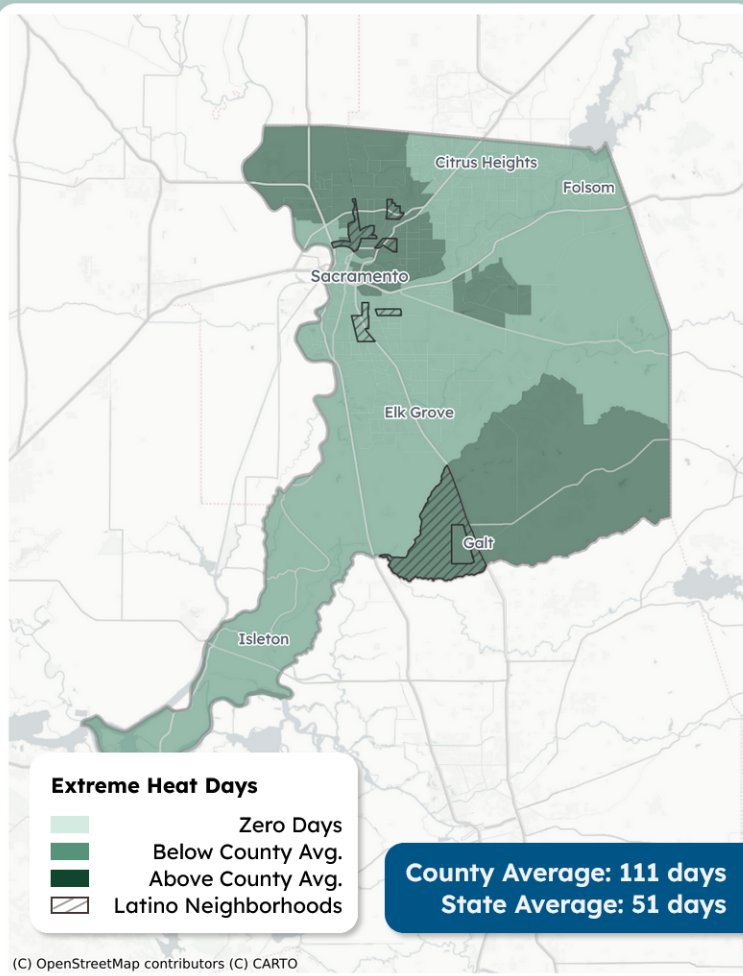 Citrus Heights
Folsom
Sacramento
Elk Grove
Galt
Isleton
Extreme Heat Days
Zero Days
Below County Avg.
Above County Avg.
Latino Neighborhoods
County Average: 111 days
State Average: 51 days
(C) OpenStreetMap contributors (C) CARTO